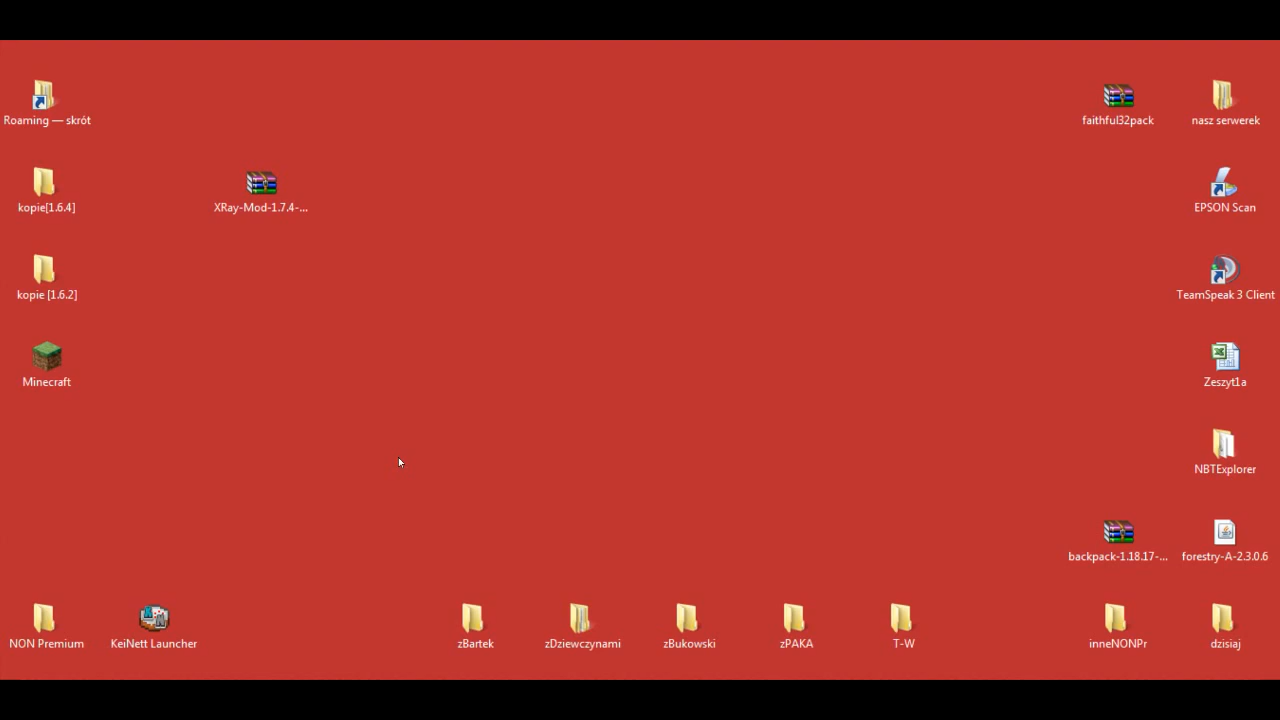 Roaming — skrót
faithful32pack
nasz serwerek
kopie[1.6.4]
XRay-Mod-1.7.4-...
EPSON Scan
kopie [1.6.2]
TeamSpeak 3 Client
Minecraft
Zeszyt1a
NBTExplorer
backpack-1.18.17-...
forestry-A-2.3.0.6
NON Premium
KeiNett Launcher
zBartek
zDziewczynami
zBukowski
zPAKA
T-W
inneNONPr
dzisiaj